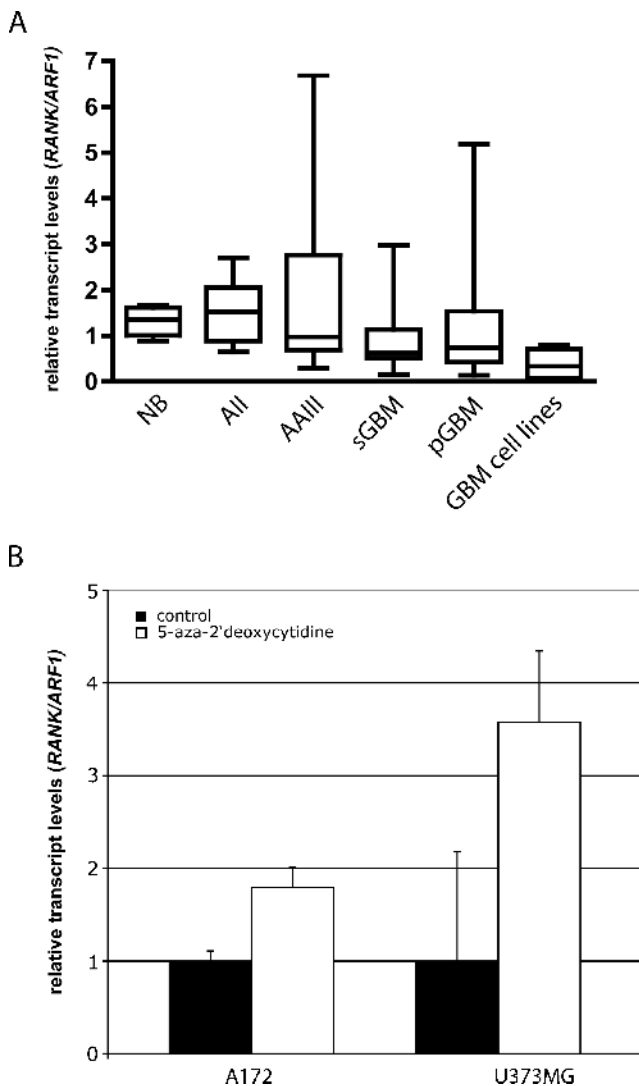 A
relative transcript levels (RANK/ARF1)
7
6
5
4
3
2
1
0
NB
AII
AAIII
sGBM
pGBM
GBM cell lines
B
relative transcript levels (RANK/ARF1)
5
4
3
2
1
0
control
5-aza-2'deoxycytidine
A172
U373MG